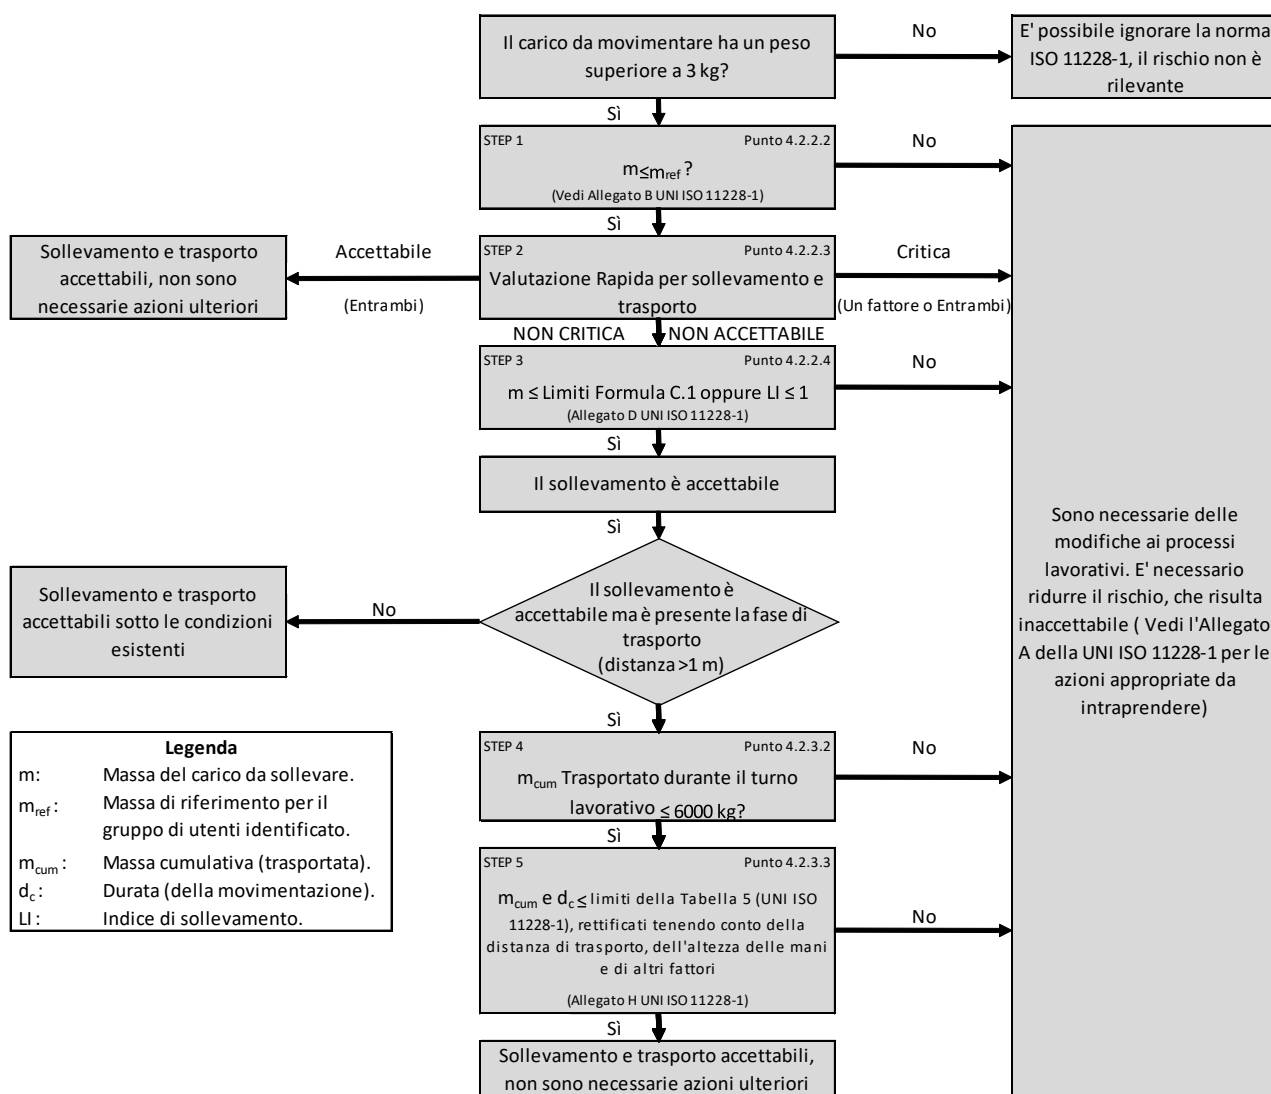 Il carico da movimentare ha un peso
superiore a 3 kg?
No
E' possibile ignorare la norma
ISO 11228-1, il rischio non è
rilevante
Sì
STEP 1 Punto 4.2.2.2
m≤mref ?
(Vedi Allegato B UNI ISO 11228-1)
No
Sì
Sollevamento e trasporto
accettabili, non sono
necessarie azioni ulteriori
Accettabile
(Entrambi)
STEP 2 Punto 4.2.2.3
Valutazione Rapida per sollevamento e
trasporto
Critica
(Un fattore o Entrambi)
NON CRITICA NON ACCETTABILE
STEP 3 Punto 4.2.2.4
m ≤ Limiti Formula C.1 oppure LI ≤ 1
(Allegato D UNI ISO 11228-1)
No
Sì
Il sollevamento è accettabile
Sì
Il sollevamento è
accettabile ma è presente la fase di
trasporto
(distanza >1 m)
No
Sollevamento e trasporto
accettabili sotto le condizioni
esistenti
Sono necessarie delle
modifiche ai processi
lavorativi. E' necessario
ridurre il rischio, che risulta
inaccettabile ( Vedi l'Allegato
A della UNI ISO 11228-1 per le
azioni appropriate da
intraprendere)
Sì
STEP 4 Punto 4.2.3.2
mcum Trasportato durante il turno
lavorativo ≤ 6000 kg?
No
Sì
STEP 5 Punto 4.2.3.3
mcum e dc ≤ limiti della Tabella 5 (UNI ISO
11228-1), rettificati tenendo conto della
distanza di trasporto, dell'altezza delle mani
e di altri fattori
(Allegato H UNI ISO 11228-1)
No
Sì
Sollevamento e trasporto accettabili,
non sono necessarie azioni ulteriori
Legenda
m: Massa del carico da sollevare.
mref : Massa di riferimento per il
gruppo di utenti identificato.
mcum : Massa cumulativa (trasportata).
dc : Durata (della movimentazione).
LI : Indice di sollevamento.